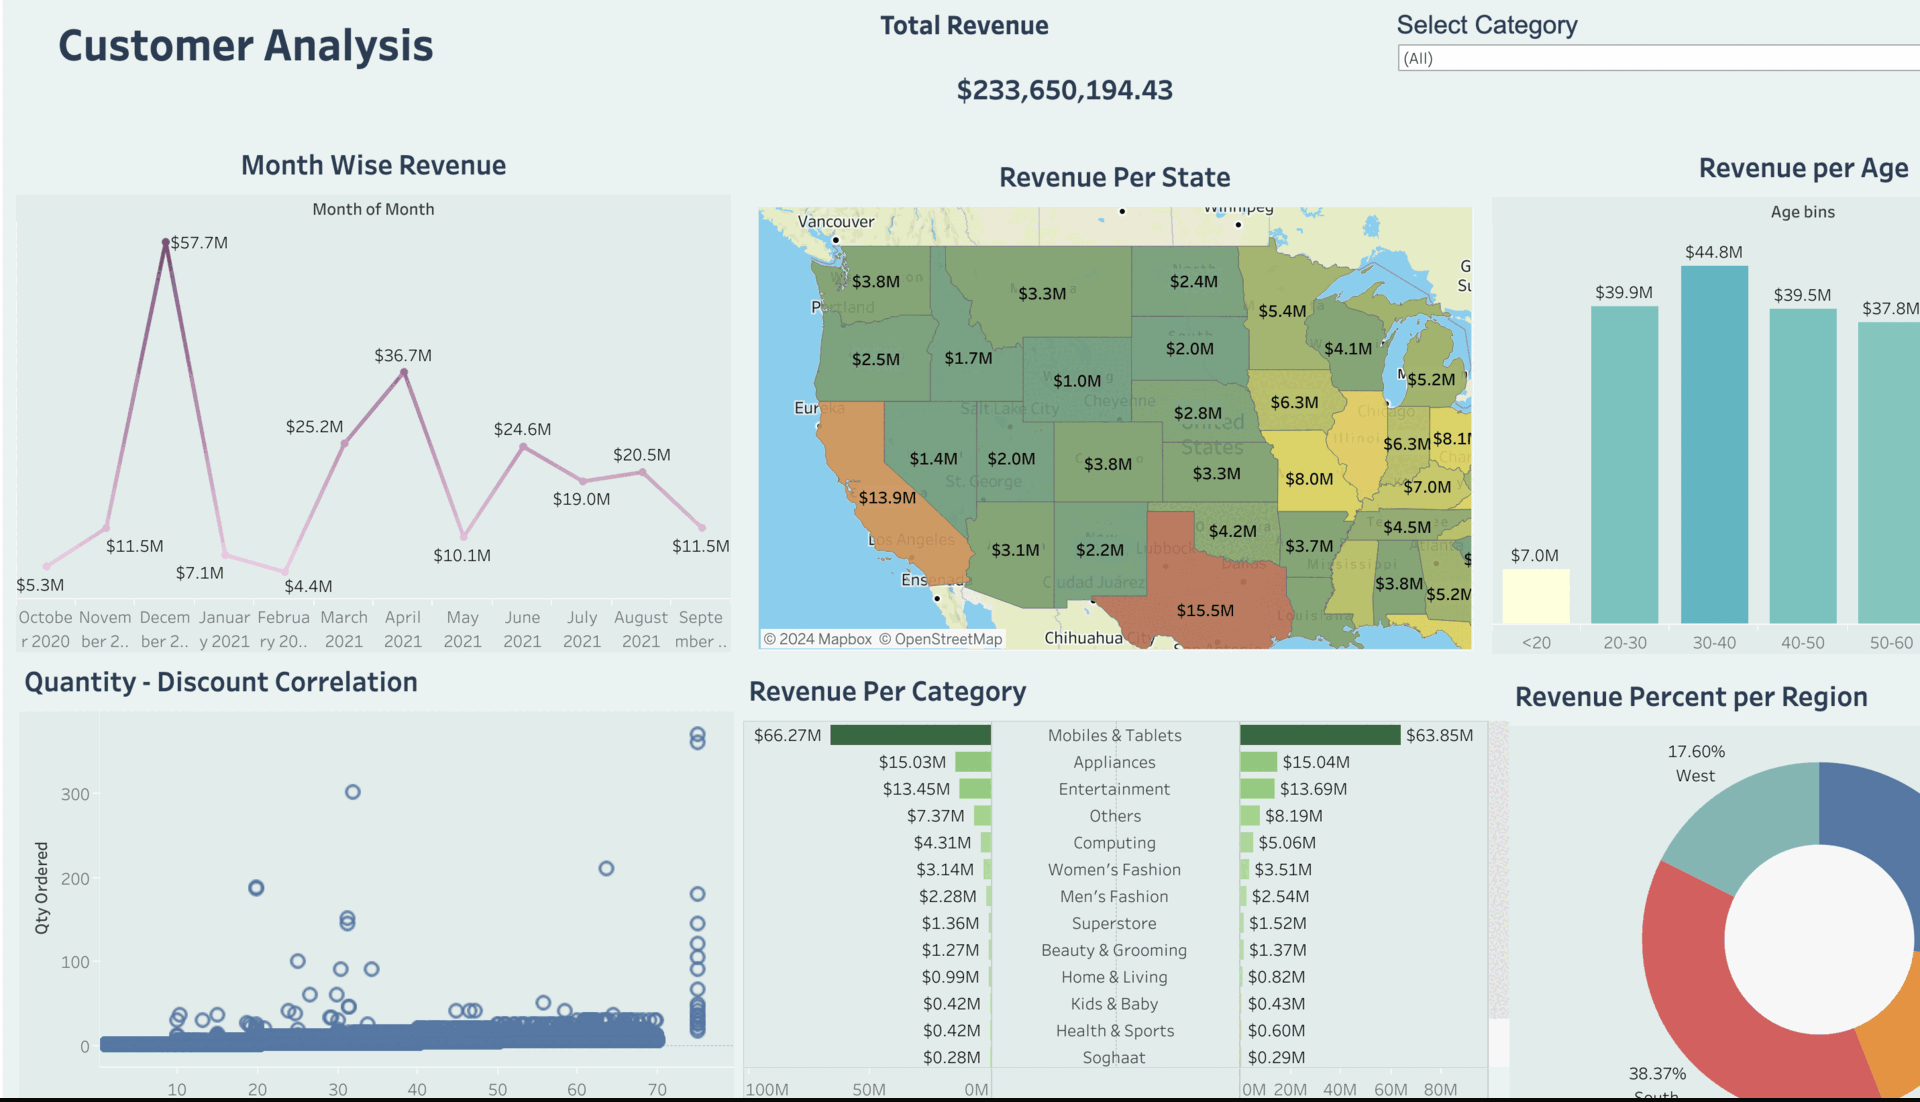 Customer Analysis
Total Revenue
$233,650,194.43
Select Category
(All)
Month Wise Revenue
Month of Month
$57.7M
$36.7M
$25.2M
$24.6M
$20.5M
$19.0M
$11.5M
$10.1M
$11.5M
$7.1M
$5.3M
$4.4M
Octobe Novem Decem Januar Februa March April May June July August Septe
r 2020 ber 2.. ber 2.. y 2021 ry 20.. 2021 2021 2021 2021 2021 2021 mber ..
Revenue Per State
Vancouver
Winnipeg
$3.8M
$3.3M
$2.4M
Portland
$5.4M
$2.5M
$1.7M
$2.0M
$4.1M
$1.0M
$5.2M
Eureka
Salt Lake City
Cheyenne
$6.3M
$2.8M
Chicago
United
States
Illinois
$6.3M
$8.1M
$1.4M
$2.0M
$3.8M
$3.3M
$8.0M
$7.0M
St. George
$13.9M
$4.2M
$4.5M
Los Angeles
$3.1M
$2.2M
Lubbock
Dallas
$3.7M
Atlanta
Mississippi
Ensenada
Ciudad Juárez
$3.8M
$5.2M
$15.5M
Louisiana
© 2024 Mapbox © OpenStreetMap
Chihuahua City
San Antonio
Revenue per Age
Age bins
$44.8M
$39.9M
$39.5M
$37.8M
$7.0M
<20 20-30 30-40 40-50 50-60
Quantity - Discount Correlation
Qty Ordered
300
200
100
0
10 20 30 40 50 60 70
Revenue Per Category
$66.27M Mobiles & Tablets $63.85M
$15.03M Appliances $15.04M
$13.45M Entertainment $13.69M
$7.37M Others $8.19M
$4.31M Computing $5.06M
$3.14M Women's Fashion $3.51M
$2.28M Men's Fashion $2.54M
$1.36M Superstore $1.52M
$1.27M Beauty & Grooming $1.37M
$0.99M Home & Living $0.82M
$0.42M Kids & Baby $0.43M
$0.42M Health & Sports $0.60M
$0.28M Soghaat $0.29M
100M 50M 0M 0M 20M 40M 60M 80M
Revenue Percent per Region
17.60%
West
38.37%
South